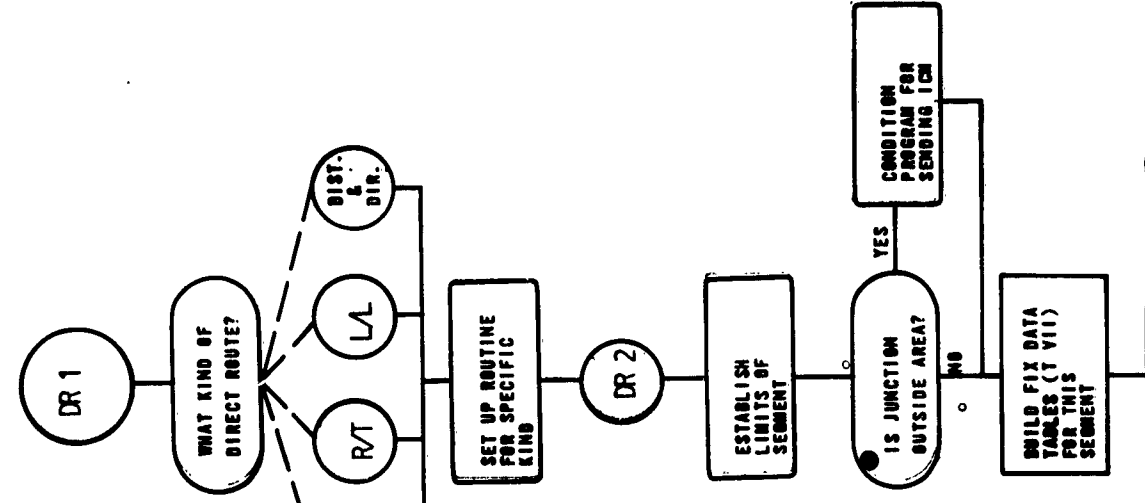 DR 1
WHAT KIND OF
DIRECT ROUTE?
R/T
L/L
DIST.
&
DIR.
SET UP ROUTINE
FOR SPECIFIC
KIND
DR 2
ESTABLISH
LIMITS OF
SEGMENT
IS JUNCTION
OUTSIDE AREA?
YES
CONDITION
PROGRAM FOR
SENDING ICM
NO
BUILD FIX DATA
TABLES (T VII)
FOR THIS
SEGMENT